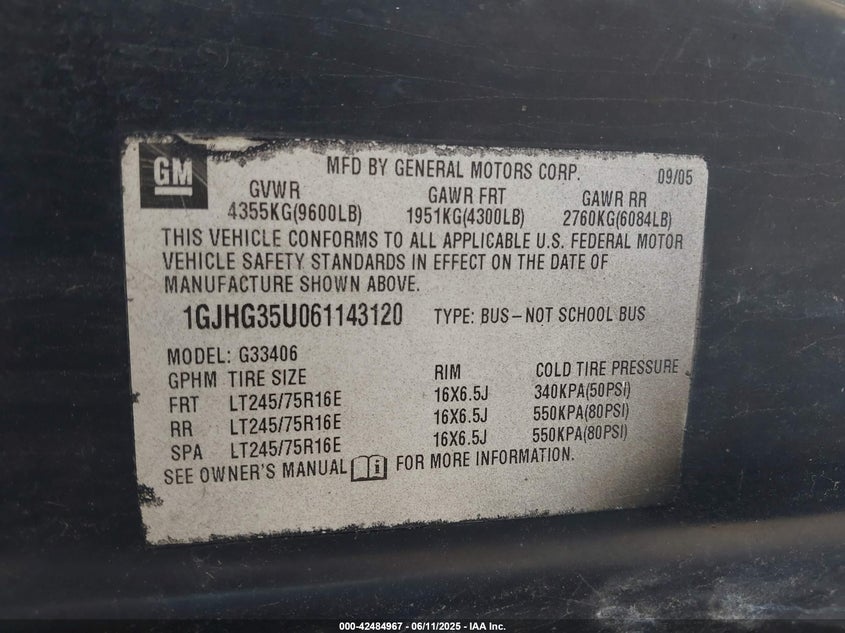 GM
MFD BY GENERAL MOTORS CORP. 09/05
GVWR GAWR FRT GAWR RR
4355KG(9600LB) 1951KG(4300LB) 2760KG(6084LB)
THIS VEHICLE CONFORMS TO ALL APPLICABLE U.S. FEDERAL MOTOR
VEHICLE SAFETY STANDARDS IN EFFECT ON THE DATE OF
MANUFACTURE SHOWN ABOVE.
1GJHG35U061143120 TYPE: BUS–NOT SCHOOL BUS
MODEL: G33406
GPHM TIRE SIZE RIM COLD TIRE PRESSURE
FRT LT245/75R16E 16X6.5J 340KPA(50PSI)
RR LT245/75R16E 16X6.5J 550KPA(80PSI)
SPA LT245/75R16E 16X6.5J 550KPA(80PSI)
SEE OWNER'S MANUAL i FOR MORE INFORMATION.
000-42484967 - 06/11/2025 - IAA Inc.